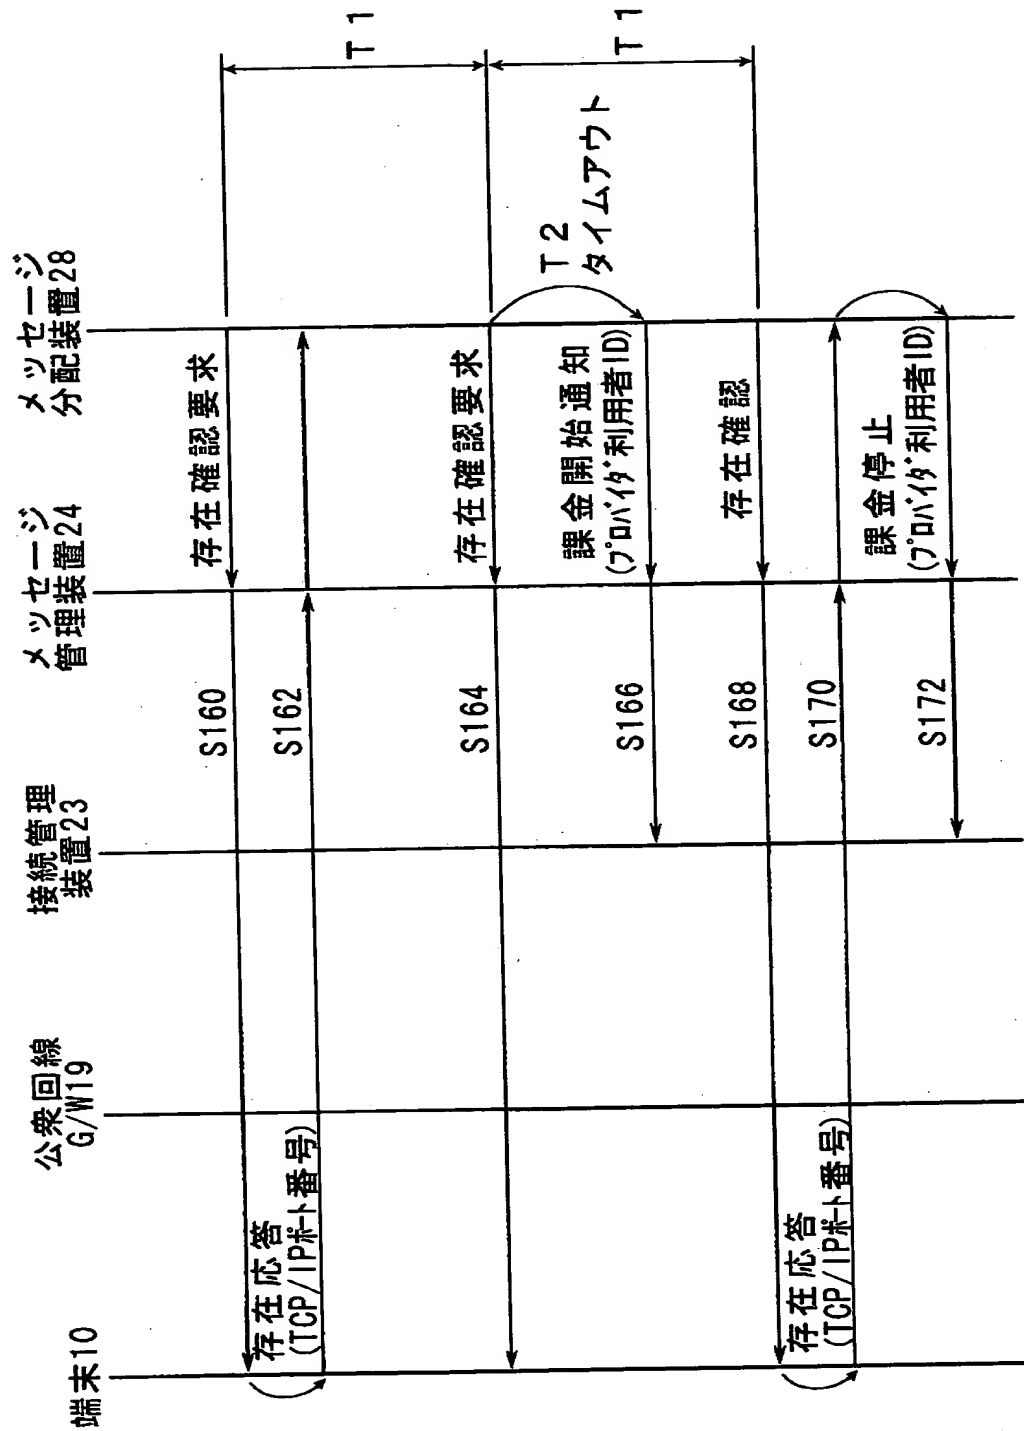 端末10
公衆回線
G/W19
接続管理
装置23
メッセージ
管理装置24
メッセージ
分配装置28
S160
存在確認要求
T1
存在応答
(TCP/IPポート番号)
S162
S164
存在確認要求
T2
タイムアウト
T1
S166
課金開始通知
(プロバイダ利用者ID)
S168
存在確認
存在応答
(TCP/IPポート番号)
S170
S172
課金停止
(プロバイダ利用者ID)